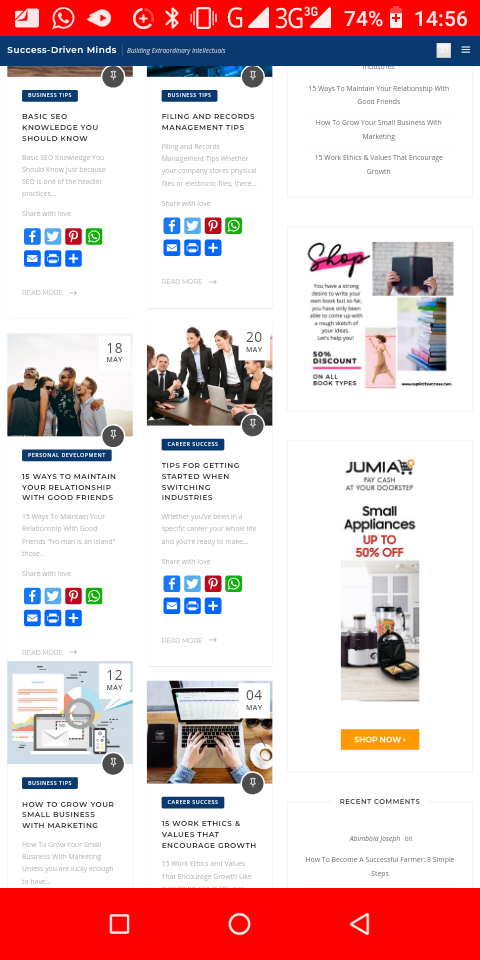 G 3G 3G 74% 14:56
Success-Driven Minds Building Extraordinary Intellectuals
BUSINESS TIPS
BASIC SEO
KNOWLEDGE YOU
SHOULD KNOW
Basic SEO Knowledge You
Should Know Just because
SEO is one of the headier
practices...
Share with love
READ MORE
18
MAY
PERSONAL DEVELOPMENT
15 WAYS TO MAINTAIN
YOUR RELATIONSHIP
WITH GOOD FRIENDS
15 Ways To Maintain Your
Relationship With Good
Friends "No man is an island"
those...
Share with love
READ MORE
12
MAY
BUSINESS TIPS
HOW TO GROW YOUR
SMALL BUSINESS
WITH MARKETING
How To Grow Your Small
Business With Marketing
Unless you are lucky enough
to have...
BUSINESS TIPS
FILING AND RECORDS
MANAGEMENT TIPS
Filing and Records
Management Tips Whether
your company stores physical
files or electronic files, there...
Share with love
READ MORE
20
MAY
CAREER SUCCESS
TIPS FOR GETTING
STARTED WHEN
SWITCHING
INDUSTRIES
Whether you've been in a
specific career your whole life
and you're ready to make...
Share with love
READ MORE
04
MAY
CAREER SUCCESS
15 WORK ETHICS &
VALUES THAT
ENCOURAGE GROWTH
15 Work Ethics and Values
That Encourage Growth Like
Industries
15 Ways To Maintain Your Relationship With
Good Friends
How To Grow Your Small Business With
Marketing
15 Work Ethics & Values That Encourage
Growth
Shop
You have a strong
desire to write your
own book but so far,
you have only been
able to come up with
a rough sketch of
your ideas.
Let's help you!
50%
DISCOUNT
ON ALL
BOOK TYPES
www.cuplicitsuccess.com
JUMIA
PAY CASH
AT YOUR DOORSTEP
Small
Appliances
UP TO
50% OFF
SHOP NOW ›
RECENT COMMENTS
Abimbola Joseph on
How To Become A Successful Farmer: 8 Simple
Steps